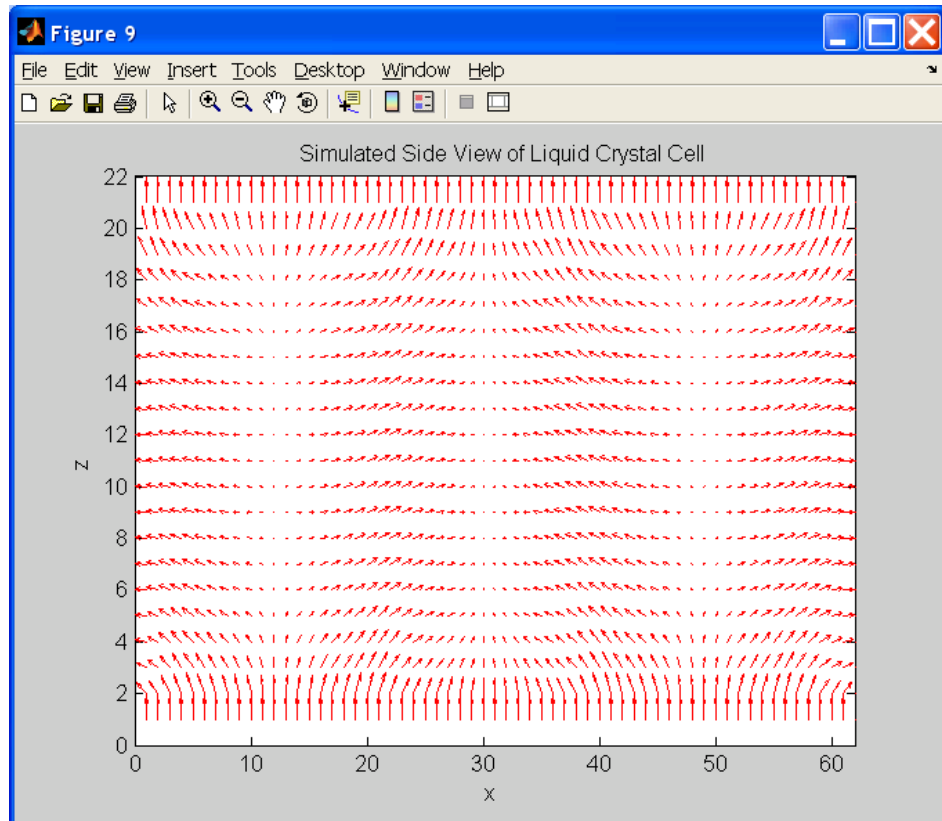 Figure 9
File Edit View Insert Tools Desktop Window Help
Simulated Side View of Liquid Crystal Cell
22
20
18
16
14
12
10
8
6
4
2
0
z
0 10 20 30 40 50 60
x